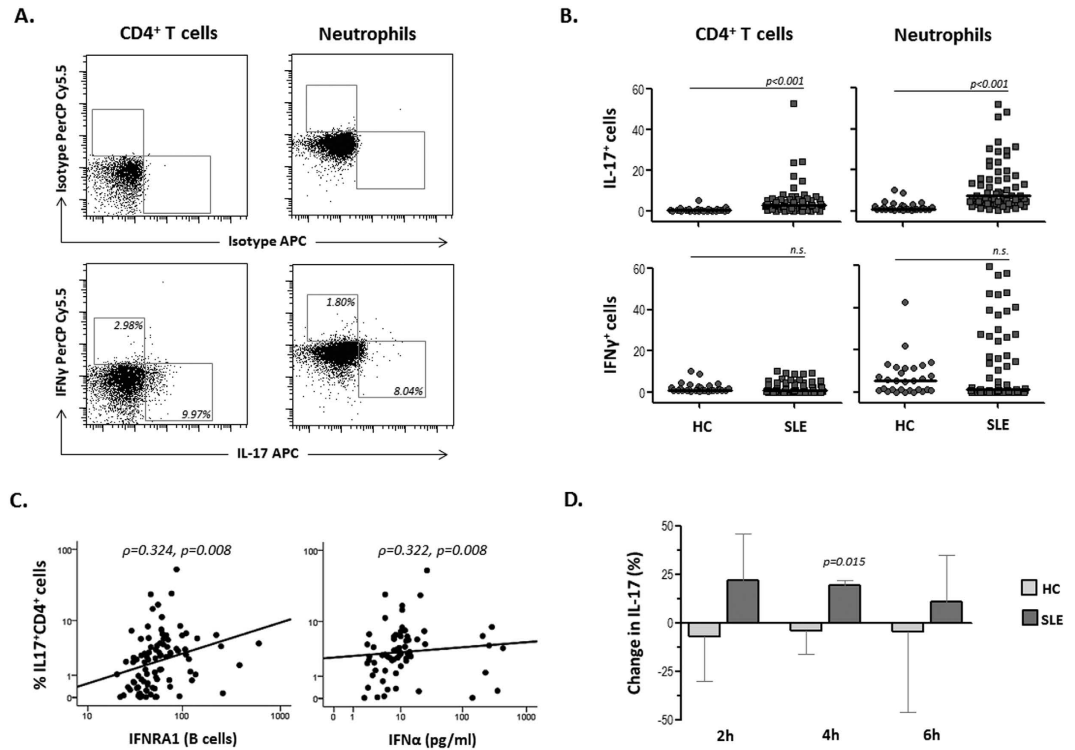 A.
CD4⁺ T cells
Neutrophils
Isotype PerCP Cy5.5
Isotype APC
IFNγ PerCP Cy5.5
2.98%
9.97%
1.80%
8.04%
IL-17 APC
B.
CD4⁺ T cells
Neutrophils
IL-17⁺ cells
60
40
20
0
p<0.001
p<0.001
IFNγ⁺ cells
60
40
20
0
n.s.
n.s.
HC
SLE
HC
SLE
C.
% IL17⁺CD4⁺ cells
ρ=0.324, p=0.008
100
10
1
0
10
100
1000
IFNRA1 (B cells)
ρ=0.322, p=0.008
100
10
1
0
0
1
10
100
1000
IFNα (pg/ml)
D.
Change in IL-17 (%)
50
25
0
-25
-50
p=0.015
HC
SLE
2h
4h
6h